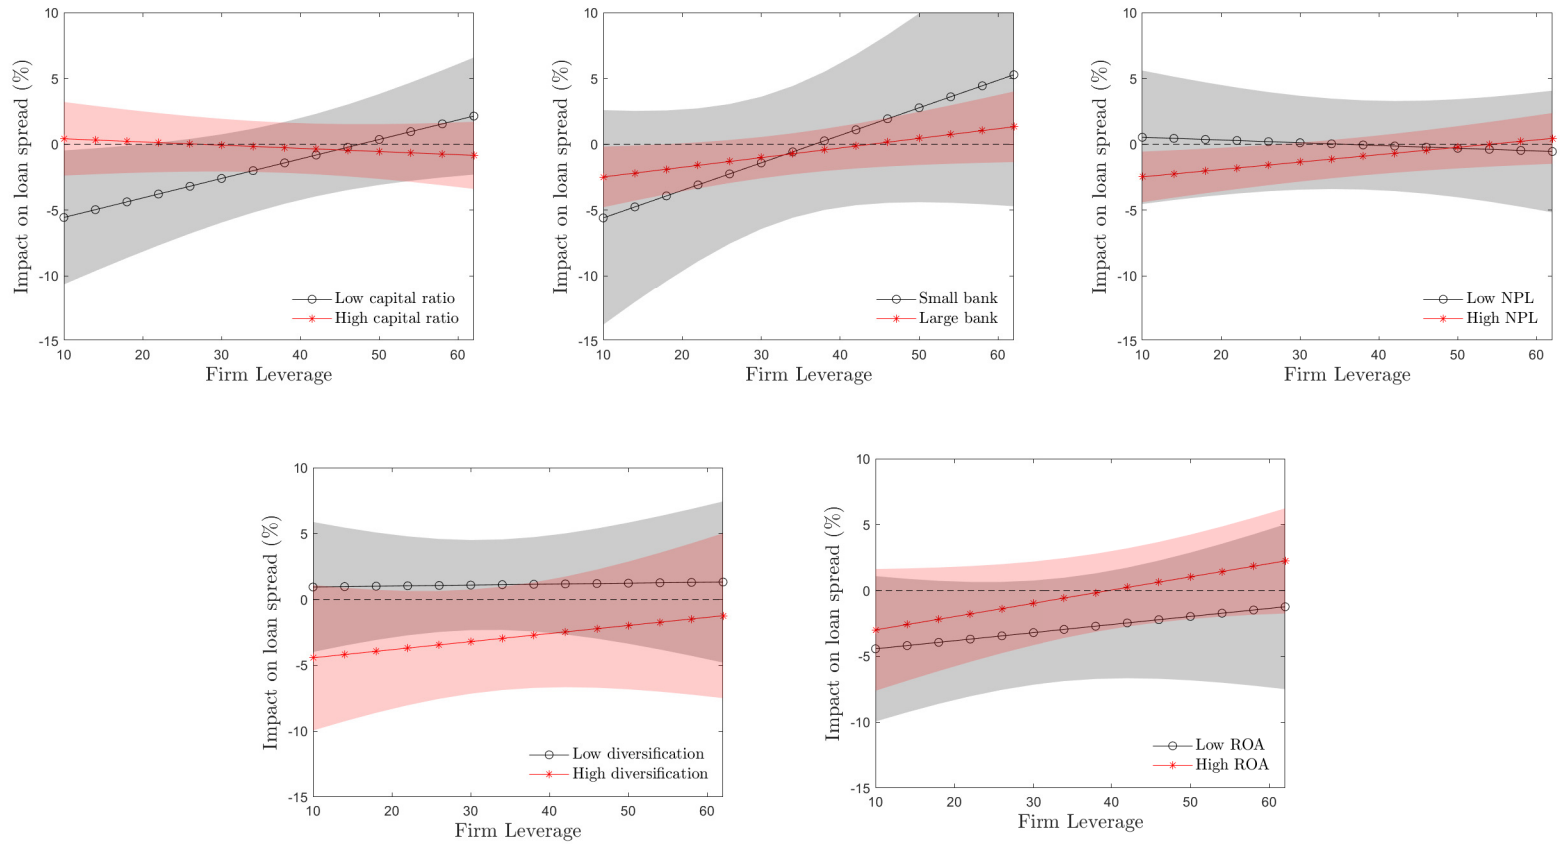 10
5
0
-5
-10
-15
Impact on loan spread (%)
Low capital ratio
High capital ratio
10 20 30 40 50 60
Firm Leverage
10
5
0
-5
-10
-15
Impact on loan spread (%)
Small bank
Large bank
10 20 30 40 50 60
Firm Leverage
10
5
0
-5
-10
-15
Impact on loan spread (%)
Low NPL
High NPL
10 20 30 40 50 60
Firm Leverage
10
5
0
-5
-10
-15
Impact on loan spread (%)
Low diversification
High diversification
10 20 30 40 50 60
Firm Leverage
10
5
0
-5
-10
-15
Impact on loan spread (%)
Low ROA
High ROA
10 20 30 40 50 60
Firm Leverage